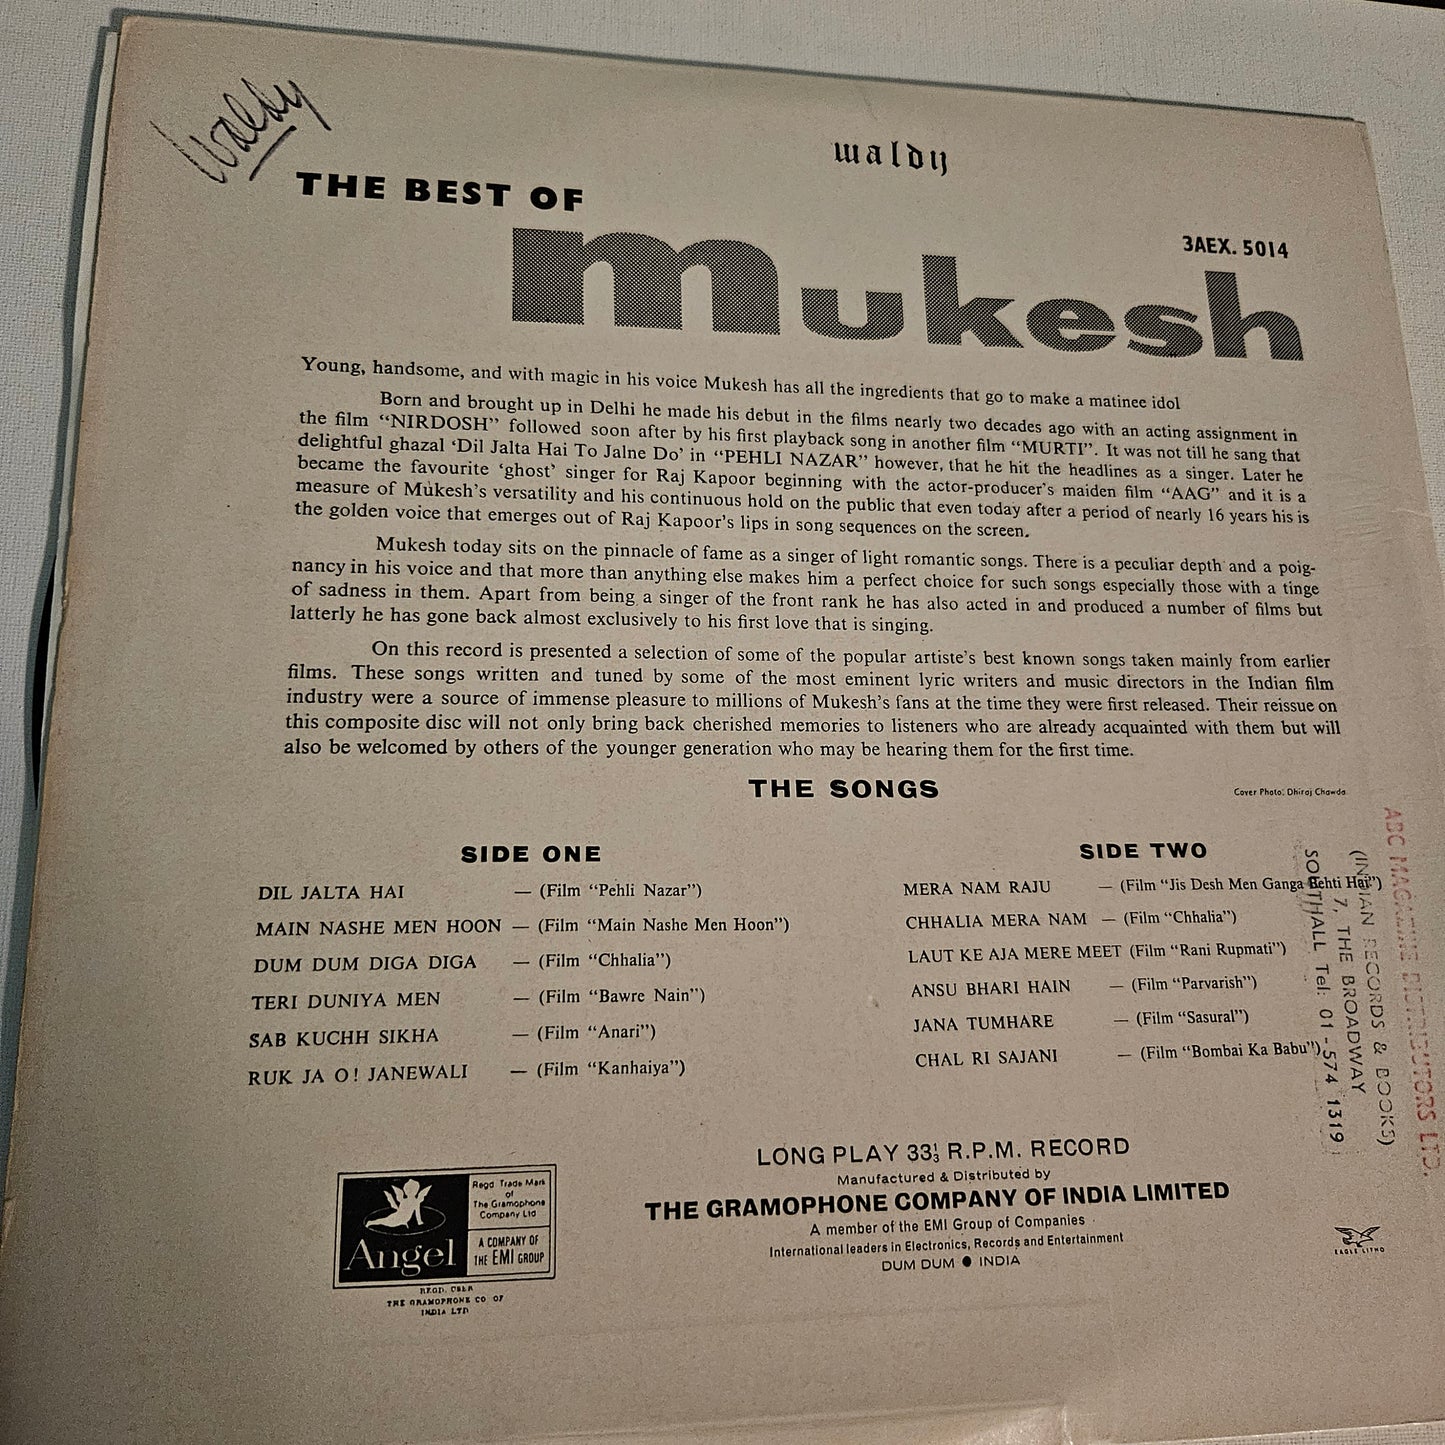 Waldy
waldy
THE BEST OF
mukesh
3AEX. 5014
Young, handsome, and with magic in his voice Mukesh has all the ingredients that go to make a matinee idol
Born and brought up in Delhi he made his debut in the films nearly two decades ago with an acting assignment in
the film “NIRDOSH” followed soon after by his first playback song in another film “MURTI”. It was not till he sang that
delightful ghazal ‘Dil Jalta Hai To Jalne Do’ in “PEHLI NAZAR” however, that he hit the headlines as a singer. Later he
became the favourite ‘ghost’ singer for Raj Kapoor beginning with the actor-producer’s maiden film “AAG” and it is a
measure of Mukesh’s versatility and his continuous hold on the public that even today after a period of nearly 16 years his is
the golden voice that emerges out of Raj Kapoor’s lips in song sequences on the screen.
Mukesh today sits on the pinnacle of fame as a singer of light romantic songs. There is a peculiar depth and a poig-
nancy in his voice and that more than anything else makes him a perfect choice for such songs especially those with a tinge
of sadness in them. Apart from being a singer of the front rank he has also acted in and produced a number of films but
latterly he has gone back almost exclusively to his first love that is singing.
On this record is presented a selection of some of the popular artiste’s best known songs taken mainly from earlier
films. These songs written and tuned by some of the most eminent lyric writers and music directors in the Indian film
industry were a source of immense pleasure to millions of Mukesh’s fans at the time they were first released. Their reissue on
this composite disc will not only bring back cherished memories to listeners who are already acquainted with them but will
also be welcomed by others of the younger generation who may be hearing them for the first time.
THE SONGS
Cover Photo: Dhiraj Chawda
SIDE ONE
DIL JALTA HAI — (Film “Pehli Nazar”)
MAIN NASHE MEN HOON — (Film “Main Nashe Men Hoon”)
DUM DUM DIGA DIGA — (Film “Chhalia”)
TERI DUNIYA MEN — (Film “Bawre Nain”)
SAB KUCHH SIKHA — (Film “Anari”)
RUK JA O! JANEWALI — (Film “Kanhaiya”)
SIDE TWO
MERA NAM RAJU — (Film “Jis Desh Men Ganga Behti Hai”)
CHHALIA MERA NAM — (Film “Chhalia”)
LAUT KE AJA MERE MEET (Film “Rani Rupmati”)
ANSU BHARI HAIN — (Film “Parvarish”)
JANA TUMHARE — (Film “Sasural”)
CHAL RI SAJANI — (Film “Bombai Ka Babu”)
ABC MAGAZINE DISTRIBUTORS LTD.
(INDIAN RECORDS & BOOKS)
7, THE BROADWAY
SOUTHALL Tel: 01-574 1319
LONG PLAY 33⅓ R.P.M. RECORD
Manufactured & Distributed by
THE GRAMOPHONE COMPANY OF INDIA LIMITED
A member of the EMI Group of Companies
International leaders in Electronics, Records and Entertainment
DUM DUM ● INDIA
Angel
Regd Trade Mark
of
The Gramophone
Company Ltd
A COMPANY OF
THE EMI GROUP
REGD. USER
THE GRAMOPHONE CO OF
INDIA LTD
EAGLE LITHO